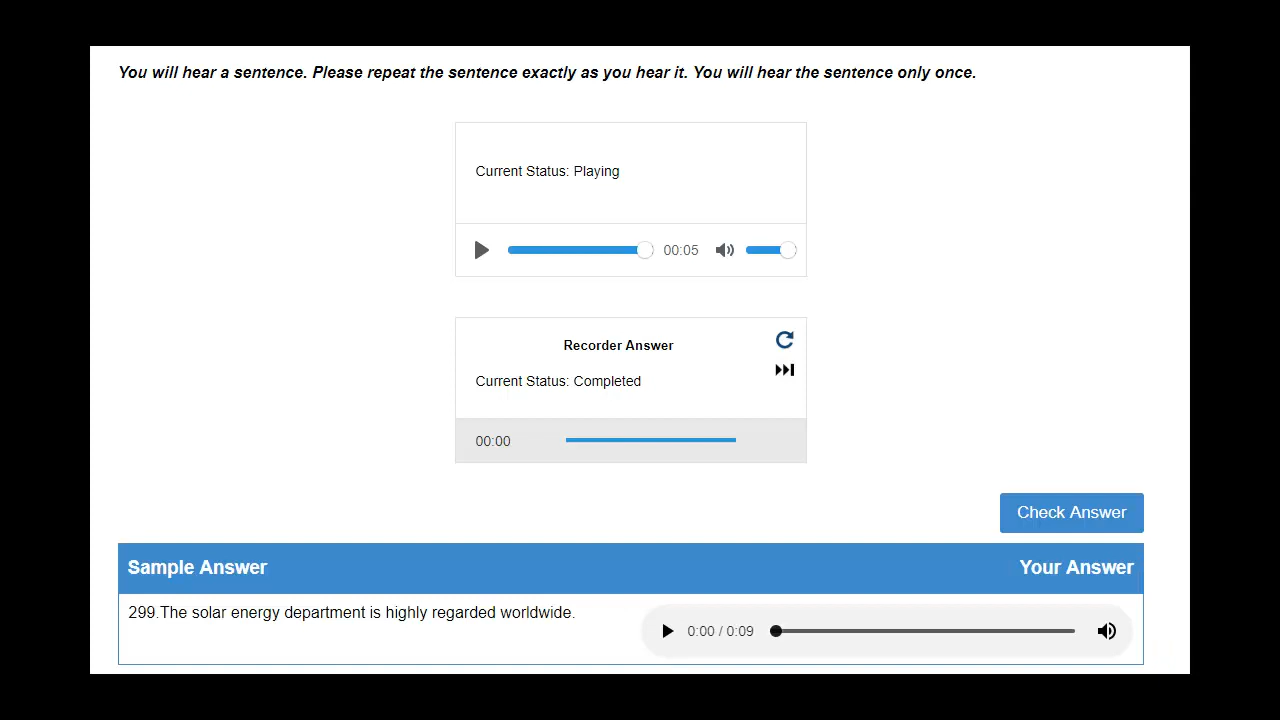 You will hear a sentence. Please repeat the sentence exactly as you hear it. You will hear the sentence only once.
Current Status: Playing
00:05
Recorder Answer
Current Status: Completed
00:00
Check Answer
Sample Answer
Your Answer
299.The solar energy department is highly regarded worldwide.
0:00 / 0:09